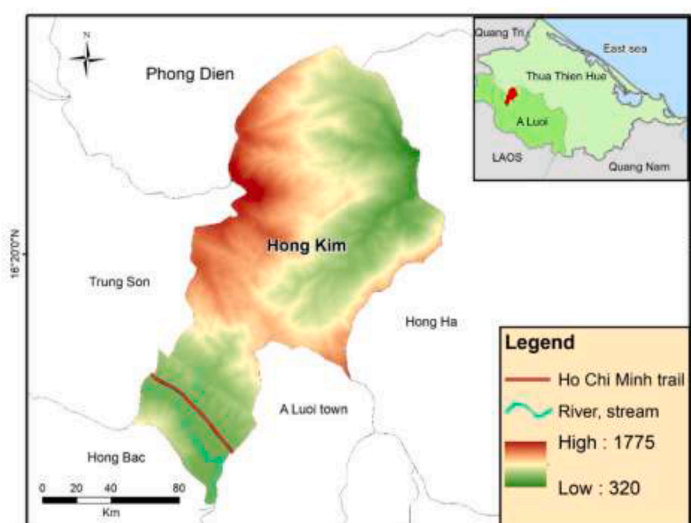 N
Phong Dien
Quang Tri
East sea
Thua Thien Hue
A Luoi
LAOS
Quang Nam
16°20'0"N
Hong Kim
Trung Son
Hong Ha
A Luoi town
Hong Bac
0 20 40 80
Km
Legend
Ho Chi Minh trail
River, stream
High : 1775
Low : 320